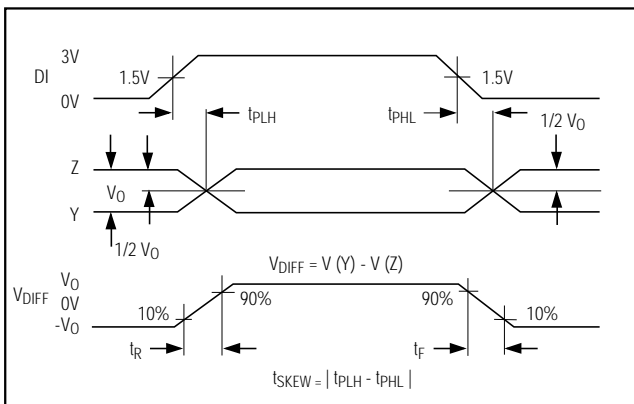 3V
DI
1.5V
1.5V
0V
tPLH
tPHL
1/2 VO
Z
VO
Y
1/2 VO
VDIFF = V (Y) - V (Z)
VO
VDIFF
0V
-VO
10%
90%
90%
10%
tR
tF
tSKEW = | tPLH - tPHL |